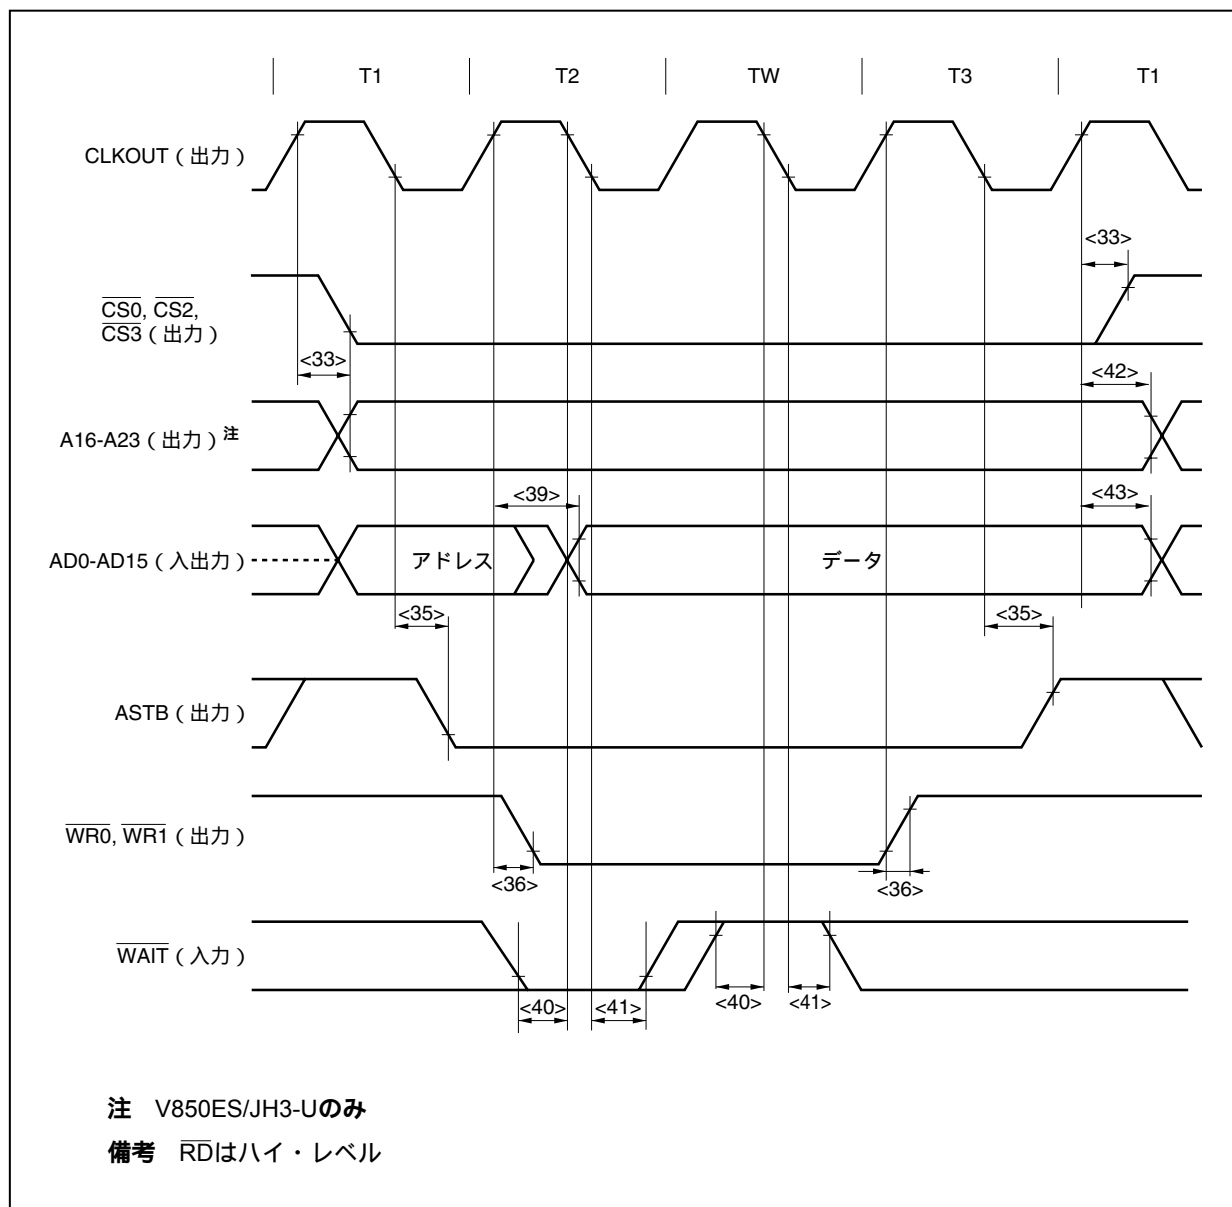 T1 T2 TW T3 T1
CLKOUT（出力）
<33>
CS0, CS2,
CS3（出力）
<33>
<42>
A16-A23（出力）注
<39>
<43>
AD0-AD15（入出力）
アドレス
データ
<35>
<35>
ASTB（出力）
WR0, WR1（出力）
<36>
<36>
WAIT（入力）
<40>
<41>
<40>
<41>
注 V850ES/JH3-Uのみ
備考 RDはハイ・レベル